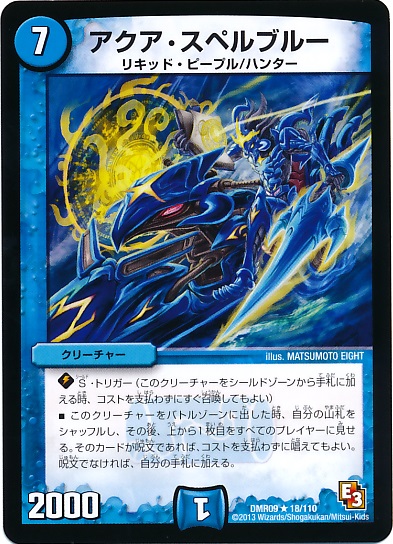 7
アクア・スペルブルー
リキッド・ピープル/ハンター
illus. MATSUMOTO EIGHT
クリーチャー
S・トリガー (このクリーチャーをシールドゾーンから手札に加
える時、コストを支払わずにすぐ召喚してもよい)
■ このクリーチャーをバトルゾーンに出した時、自分の山札を
シャッフルし、その後、上から1枚目をすべてのプレイヤーに見せ
る。そのカードが呪文であれば、コストを支払わずに唱えてもよい。
呪文でなければ、自分の手札に加える。
2000
1
E3
DMR09 ★ 18/110
©2013 Wizards/Shogakukan/Mitsui-Kids